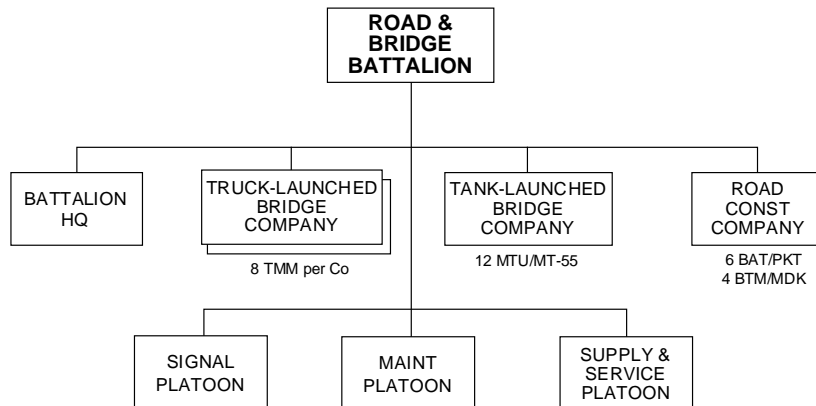 ROAD &
BRIDGE
BATTALION
BATTALION
HQ
TRUCK-LAUNCHED
BRIDGE
COMPANY
8 TMM per Co
TANK-LAUNCHED
BRIDGE
COMPANY
12 MTU/MT-55
ROAD
CONST
COMPANY
6 BAT/PKT
4 BTM/MDK
SIGNAL
PLATOON
MAINT
PLATOON
SUPPLY &
SERVICE
PLATOON